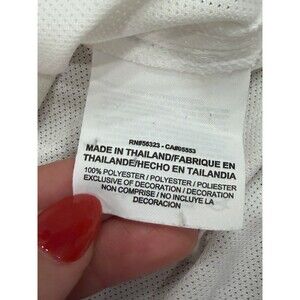 RN#56323 - CA#05553
MADE IN THAILAND/FABRIQUE EN
THAILANDE/HECHO EN TAILANDIA
100% POLYESTER / POLYESTER / POLIESTER
EXCLUSIVE OF DECORATION / DECORATION
NON COMPRISE / NO INCLUYE LA
DECORACION